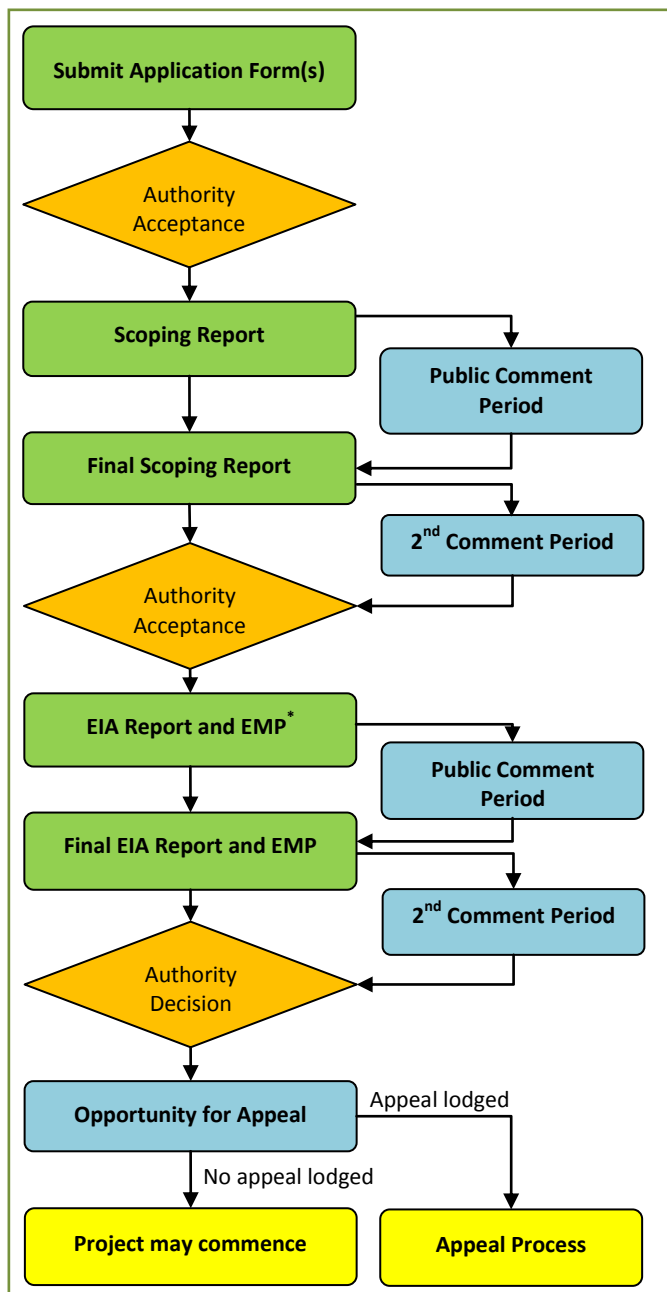 Submit Application Form(s)
Authority
Acceptance
Scoping Report
Public Comment
Period
Final Scoping Report
2nd Comment Period
Authority
Acceptance
EIA Report and EMP*
Public Comment
Period
Final EIA Report and EMP
2nd Comment Period
Authority
Decision
Opportunity for Appeal
Appeal lodged
No appeal lodged
Project may commence
Appeal Process